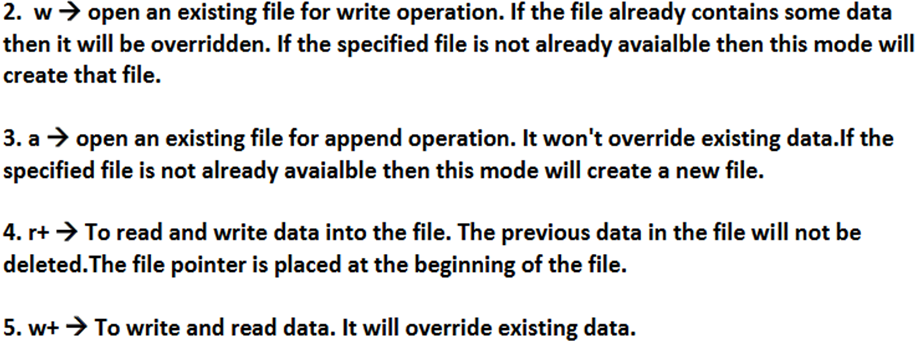 2. w → open an existing file for write operation. If the file already contains some data
then it will be overridden. If the specified file is not already avaialble then this mode will
create that file.
3. a → open an existing file for append operation. It won't override existing data.If the
specified file is not already avaialble then this mode will create a new file.
4. r+ → To read and write data into the file. The previous data in the file will not be
deleted.The file pointer is placed at the beginning of the file.
5. w+ → To write and read data. It will override existing data.